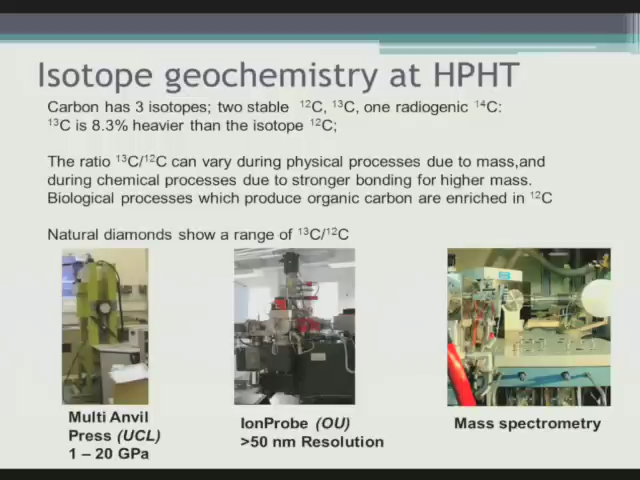 Isotope geochemistry at HPHT
Carbon has 3 isotopes; two stable ¹²C, ¹³C, one radiogenic ¹⁴C:
¹³C is 8.3% heavier than the isotope ¹²C;
The ratio ¹³C/¹²C can vary during physical processes due to mass,and
during chemical processes due to stronger bonding for higher mass.
Biological processes which produce organic carbon are enriched in ¹²C
Natural diamonds show a range of ¹³C/¹²C
Multi Anvil
Press (UCL)
1 – 20 GPa
IonProbe (OU)
>50 nm Resolution
Mass spectrometry